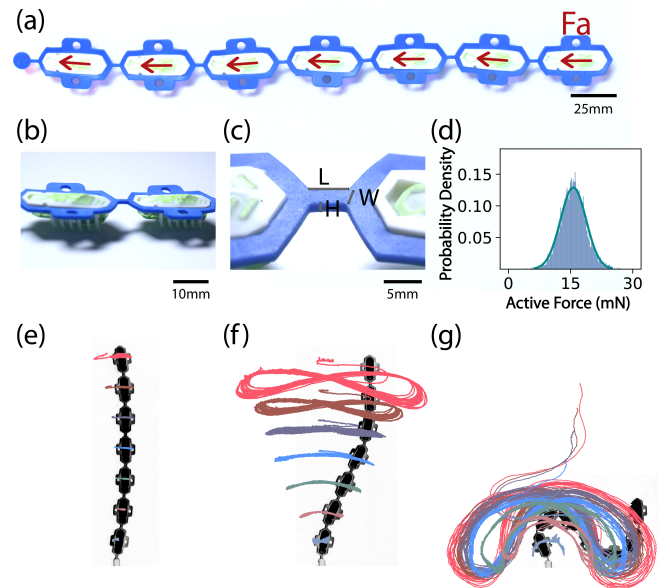 (a)
Fa
25mm
(b)
(c)
(d)
L
W
H
10mm
5mm
Probability Density
0.15
0.10
0.05
0
15
30
Active Force (mN)
(e)
(f)
(g)